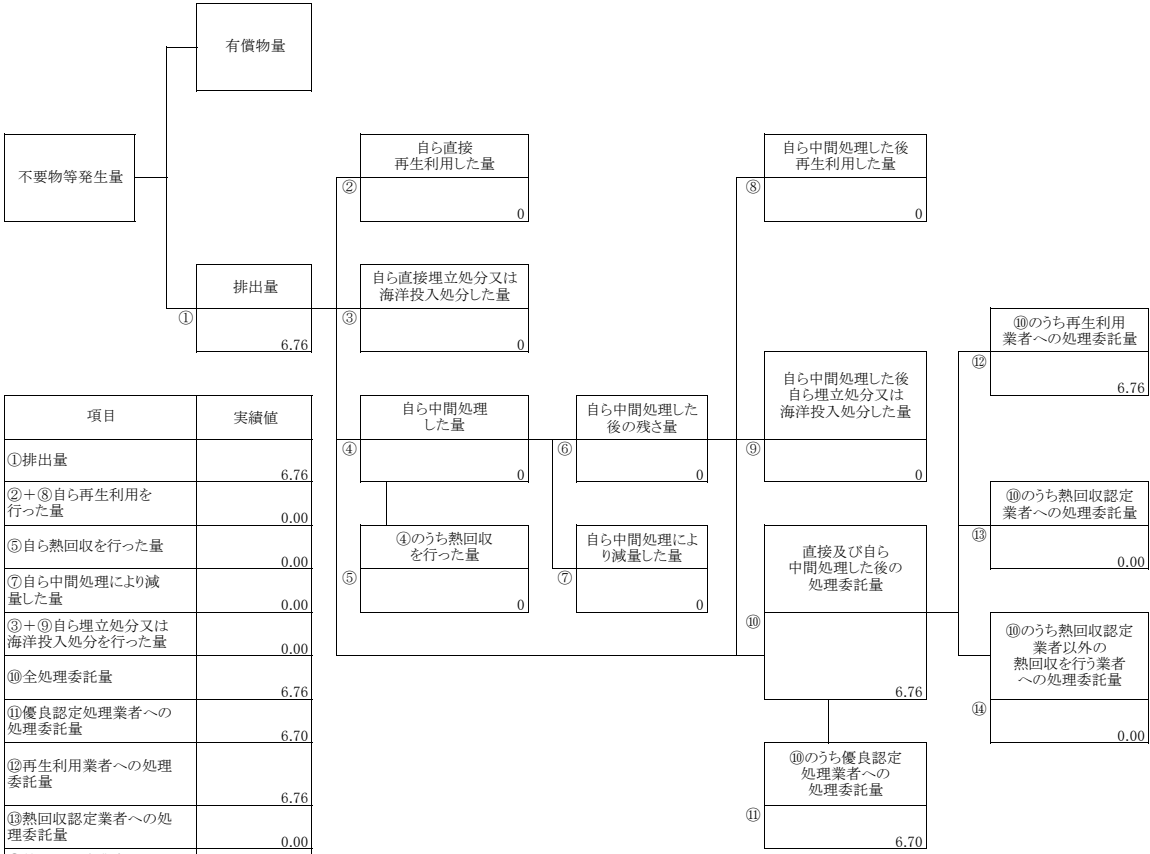 有償物量
不要物等発生量
排出量
①
6.76
自ら直接
再生利用した量
②
0
自ら直接埋立処分又は
海洋投入処分した量
③
0
自ら中間処理
した量
④
0
④のうち熱回収
を行った量
⑤
0
自ら中間処理した
後の残さ量
⑥
0
自ら中間処理によ
り減量した量
⑦
0
自ら中間処理した後
再生利用した量
⑧
0
自ら中間処理した後
自ら埋立処分又は
海洋投入処分した量
⑨
0
直接及び自ら
中間処理した後の
処理委託量
⑩
6.76
⑩のうち優良認定
処理業者への
処理委託量
⑪
6.70
⑩のうち再生利用
業者への処理委託量
⑫
6.76
⑩のうち熱回収認定
業者への処理委託量
⑬
0.00
⑩のうち熱回収認定
業者以外の
熱回収を行う業者
への処理委託量
⑭
0.00
項目 実績値
①排出量
6.76
②＋⑧自ら再生利用を
行った量
0.00
⑤自ら熱回収を行った量
0.00
⑦自ら中間処理により減
量した量
0.00
③＋⑨自ら埋立処分又は
海洋投入処分を行った量
0.00
⑩全処理委託量
6.76
⑪優良認定処理業者への
処理委託量
6.70
⑫再生利用業者への処理
委託量
6.76
⑬熱回収認定業者への処
理委託量
0.00